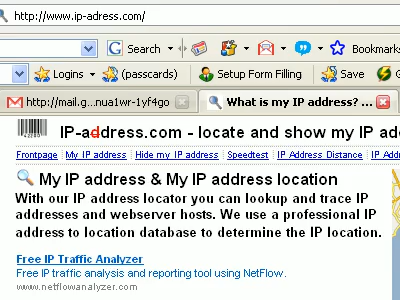 http://www.ip-adress.com/
Search
Bookmarks
Logins (passcards) Setup Form Filling Save G
http://mail.g...nua1wr-1yf4go What is my IP address? ...
IP-address.com - locate and show my IP add
Frontpage | My IP address | Hide my IP address | Speedtest | IP Address Distance | IP Add
My IP address & My IP address location
With our IP address locator you can lookup and trace IP
addresses and webserver hosts. We use a professional IP
address to location database to determine the IP location.
Free IP Traffic Analyzer
Free IP traffic analysis and reporting tool using NetFlow.
www.netflowanalyzer.com